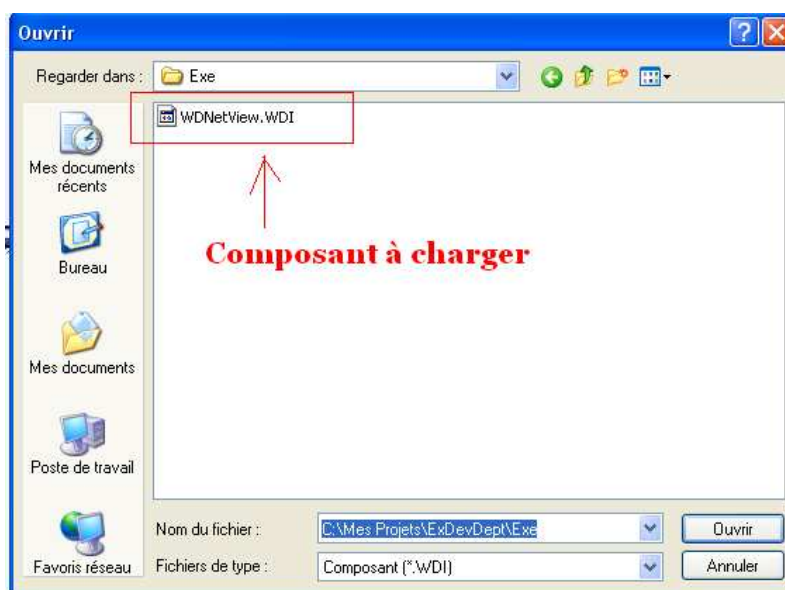 Ouvrir
Regarder dans :
Exe
WDNetView.WDI
Mes documents
récents
Composant à charger
Bureau
Mes documents
Poste de travail
Favoris réseau
Nom du fichier :
C:\Mes Projets\ExDevDept\Exe
Ouvrir
Fichiers de type :
Composant (*.WDI)
Annuler